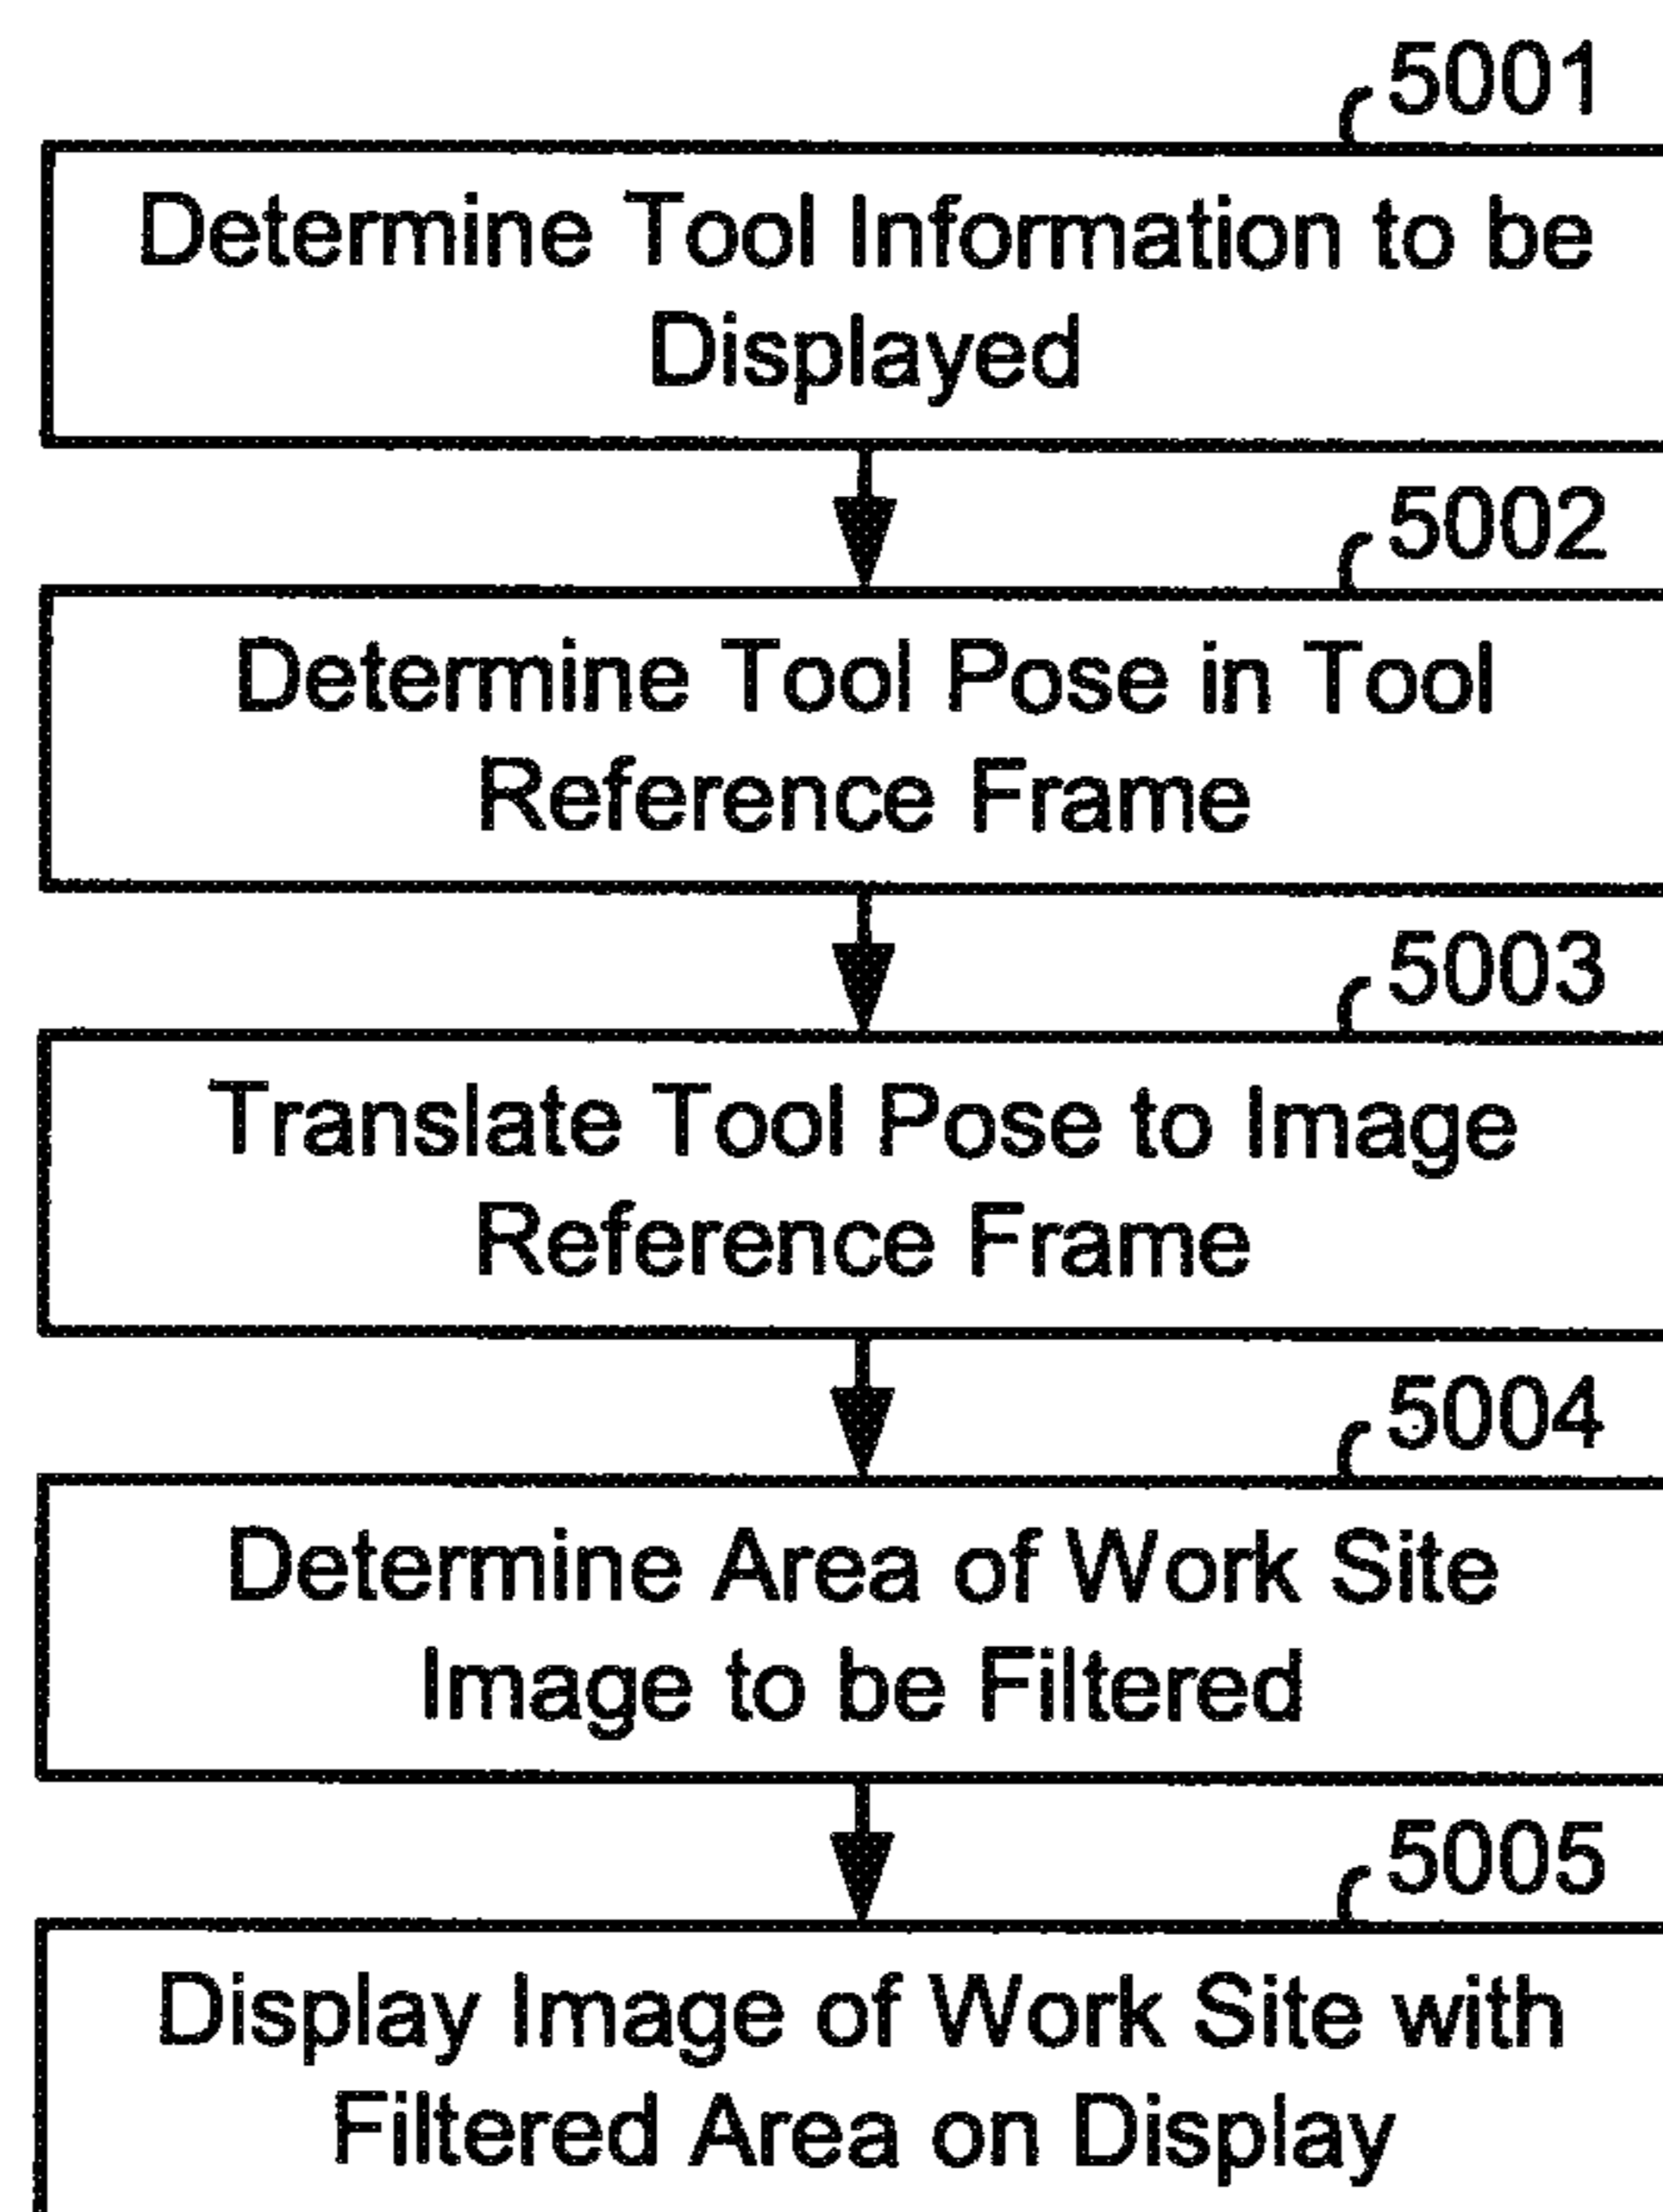 5001
Determine Tool Information to be
Displayed
5002
Determine Tool Pose in Tool
Reference Frame
5003
Translate Tool Pose to Image
Reference Frame
5004
Determine Area of Work Site
Image to be Filtered
5005
Display Image of Work Site with
Filtered Area on Display